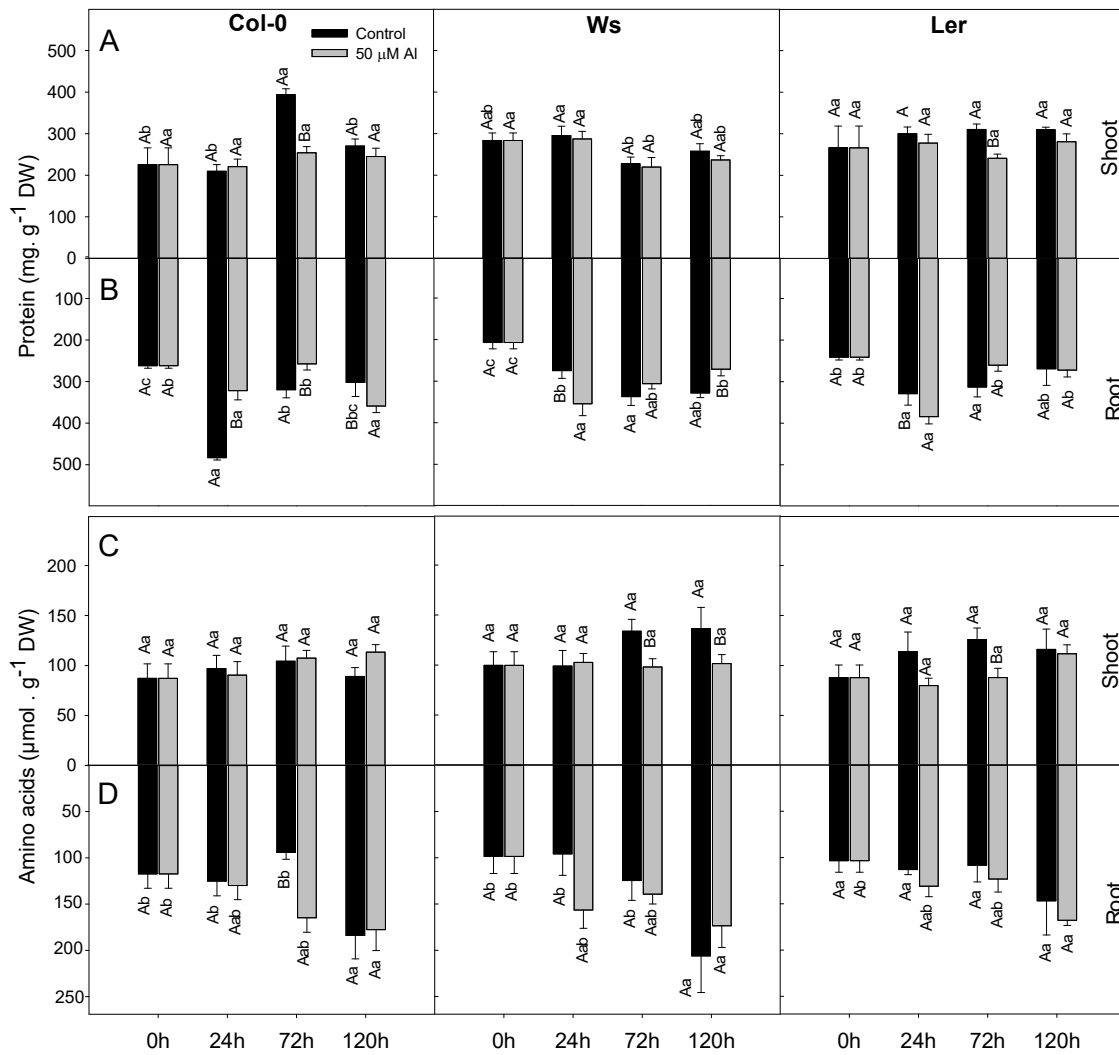 Col-0 Ws Ler
A
Control
50 µM Al
500
400
300
200
100
0
Ab Aa Ab Aa Aa Ba Ab Aa
Aab Aa Aa Aa Ab Ab Aab Aab
Aa Aa A Aa Aa Ba Aa Aa
Shoot
Protein (mg. g⁻¹ DW)
B
100
200
300
400
500
Ac Ab Aa Ba Ab Bb Bbc Aa
Ac Ac Bb Aa Aa Aab Aab Bb
Ab Ab Ba Aa Aa Ab Aab Ab
Root
C
200
150
100
50
0
Aa Aa Aa Aa Aa Aa Aa Aa
Aa Aa Aa Aa Aa Ba Aa Ba
Aa Aa Aa Aa Aa Ba Aa Aa
Shoot
Amino acids (µmol . g⁻¹ DW)
D
50
100
150
200
250
Ab Ab Ab Aab Bb Aab Aa Aa
Ab Ab Ab Aab Ab Aab Aa Aa
Aa Ab Aa Aab Aa Ab Aa Aa
Root
0h 24h 72h 120h 0h 24h 72h 120h 0h 24h 72h 120h